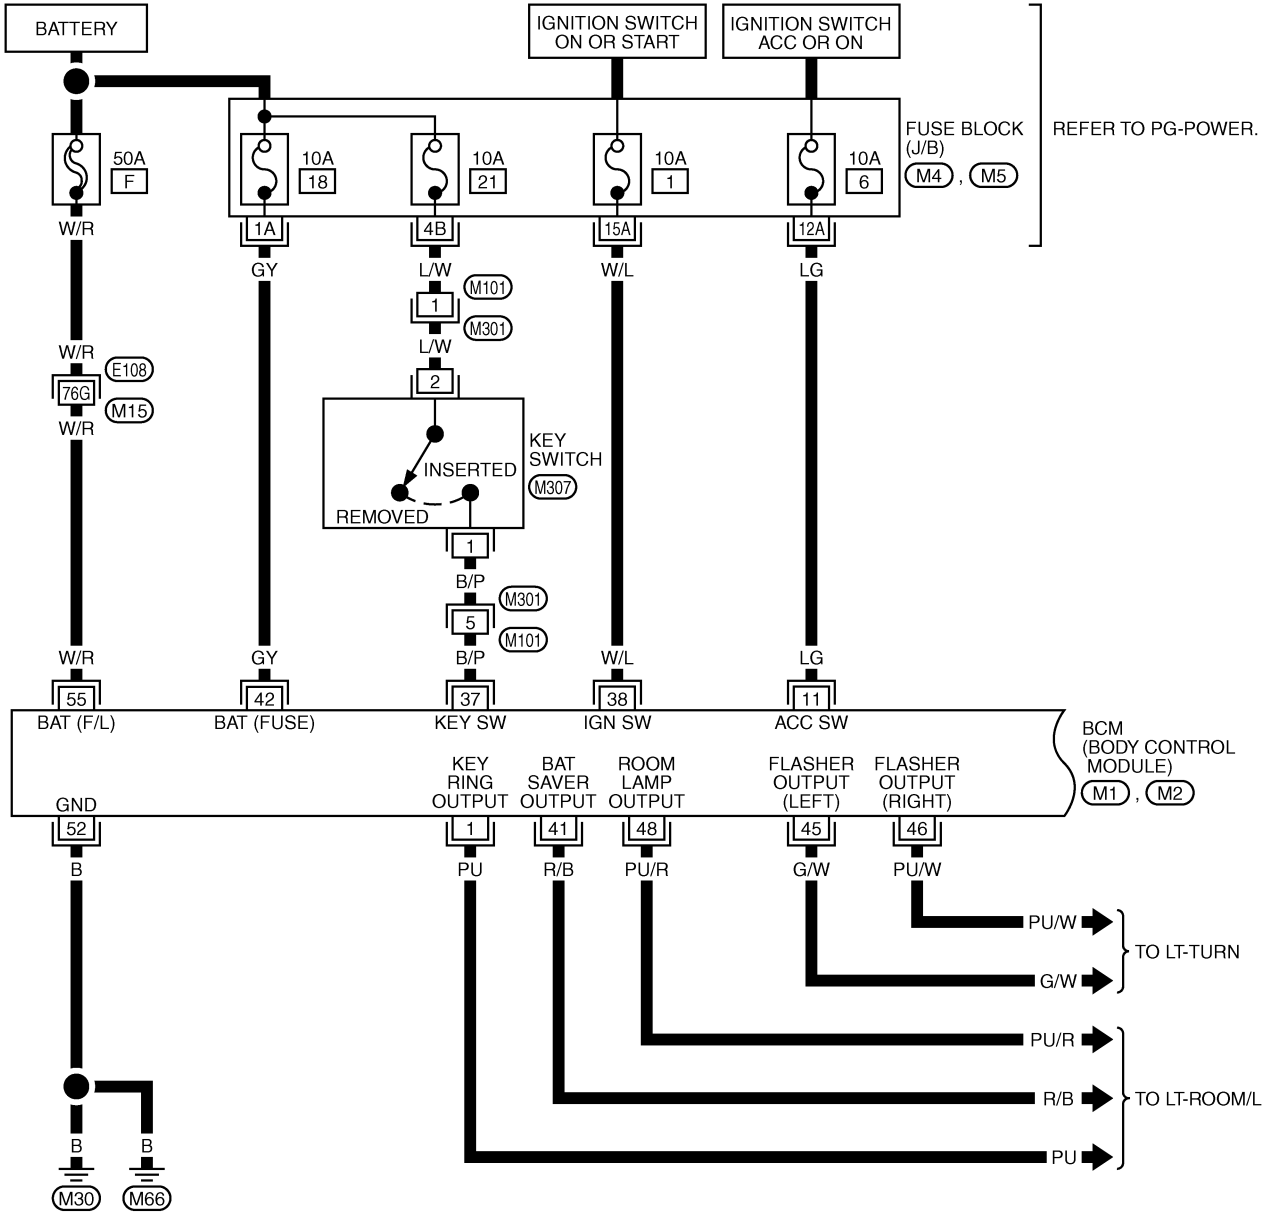 BATTERY
IGNITION SWITCH
ON OR START
IGNITION SWITCH
ACC OR ON
REFER TO PG-POWER.
FUSE BLOCK
(J/B)
M4 , M5
50A
F
10A
18
10A
21
10A
1
10A
6
W/R
1A
4B
15A
12A
GY
L/W
W/L
LG
M101
1
M301
L/W
W/R
E108
76G
M15
W/R
2
KEY
SWITCH
M307
INSERTED
REMOVED
1
B/P
M301
5
M101
W/R
GY
B/P
W/L
LG
55
42
37
38
11
BAT (F/L)
BAT (FUSE)
KEY SW
IGN SW
ACC SW
BCM
(BODY CONTROL
MODULE)
M1 , M2
GND
KEY
RING
OUTPUT
BAT
SAVER
OUTPUT
ROOM
LAMP
OUTPUT
FLASHER
OUTPUT
(LEFT)
FLASHER
OUTPUT
(RIGHT)
52
1
41
48
45
46
B
PU
R/B
PU/R
G/W
PU/W
PU/W
TO LT-TURN
G/W
PU/R
R/B
TO LT-ROOM/L
PU
B
B
M30
M66